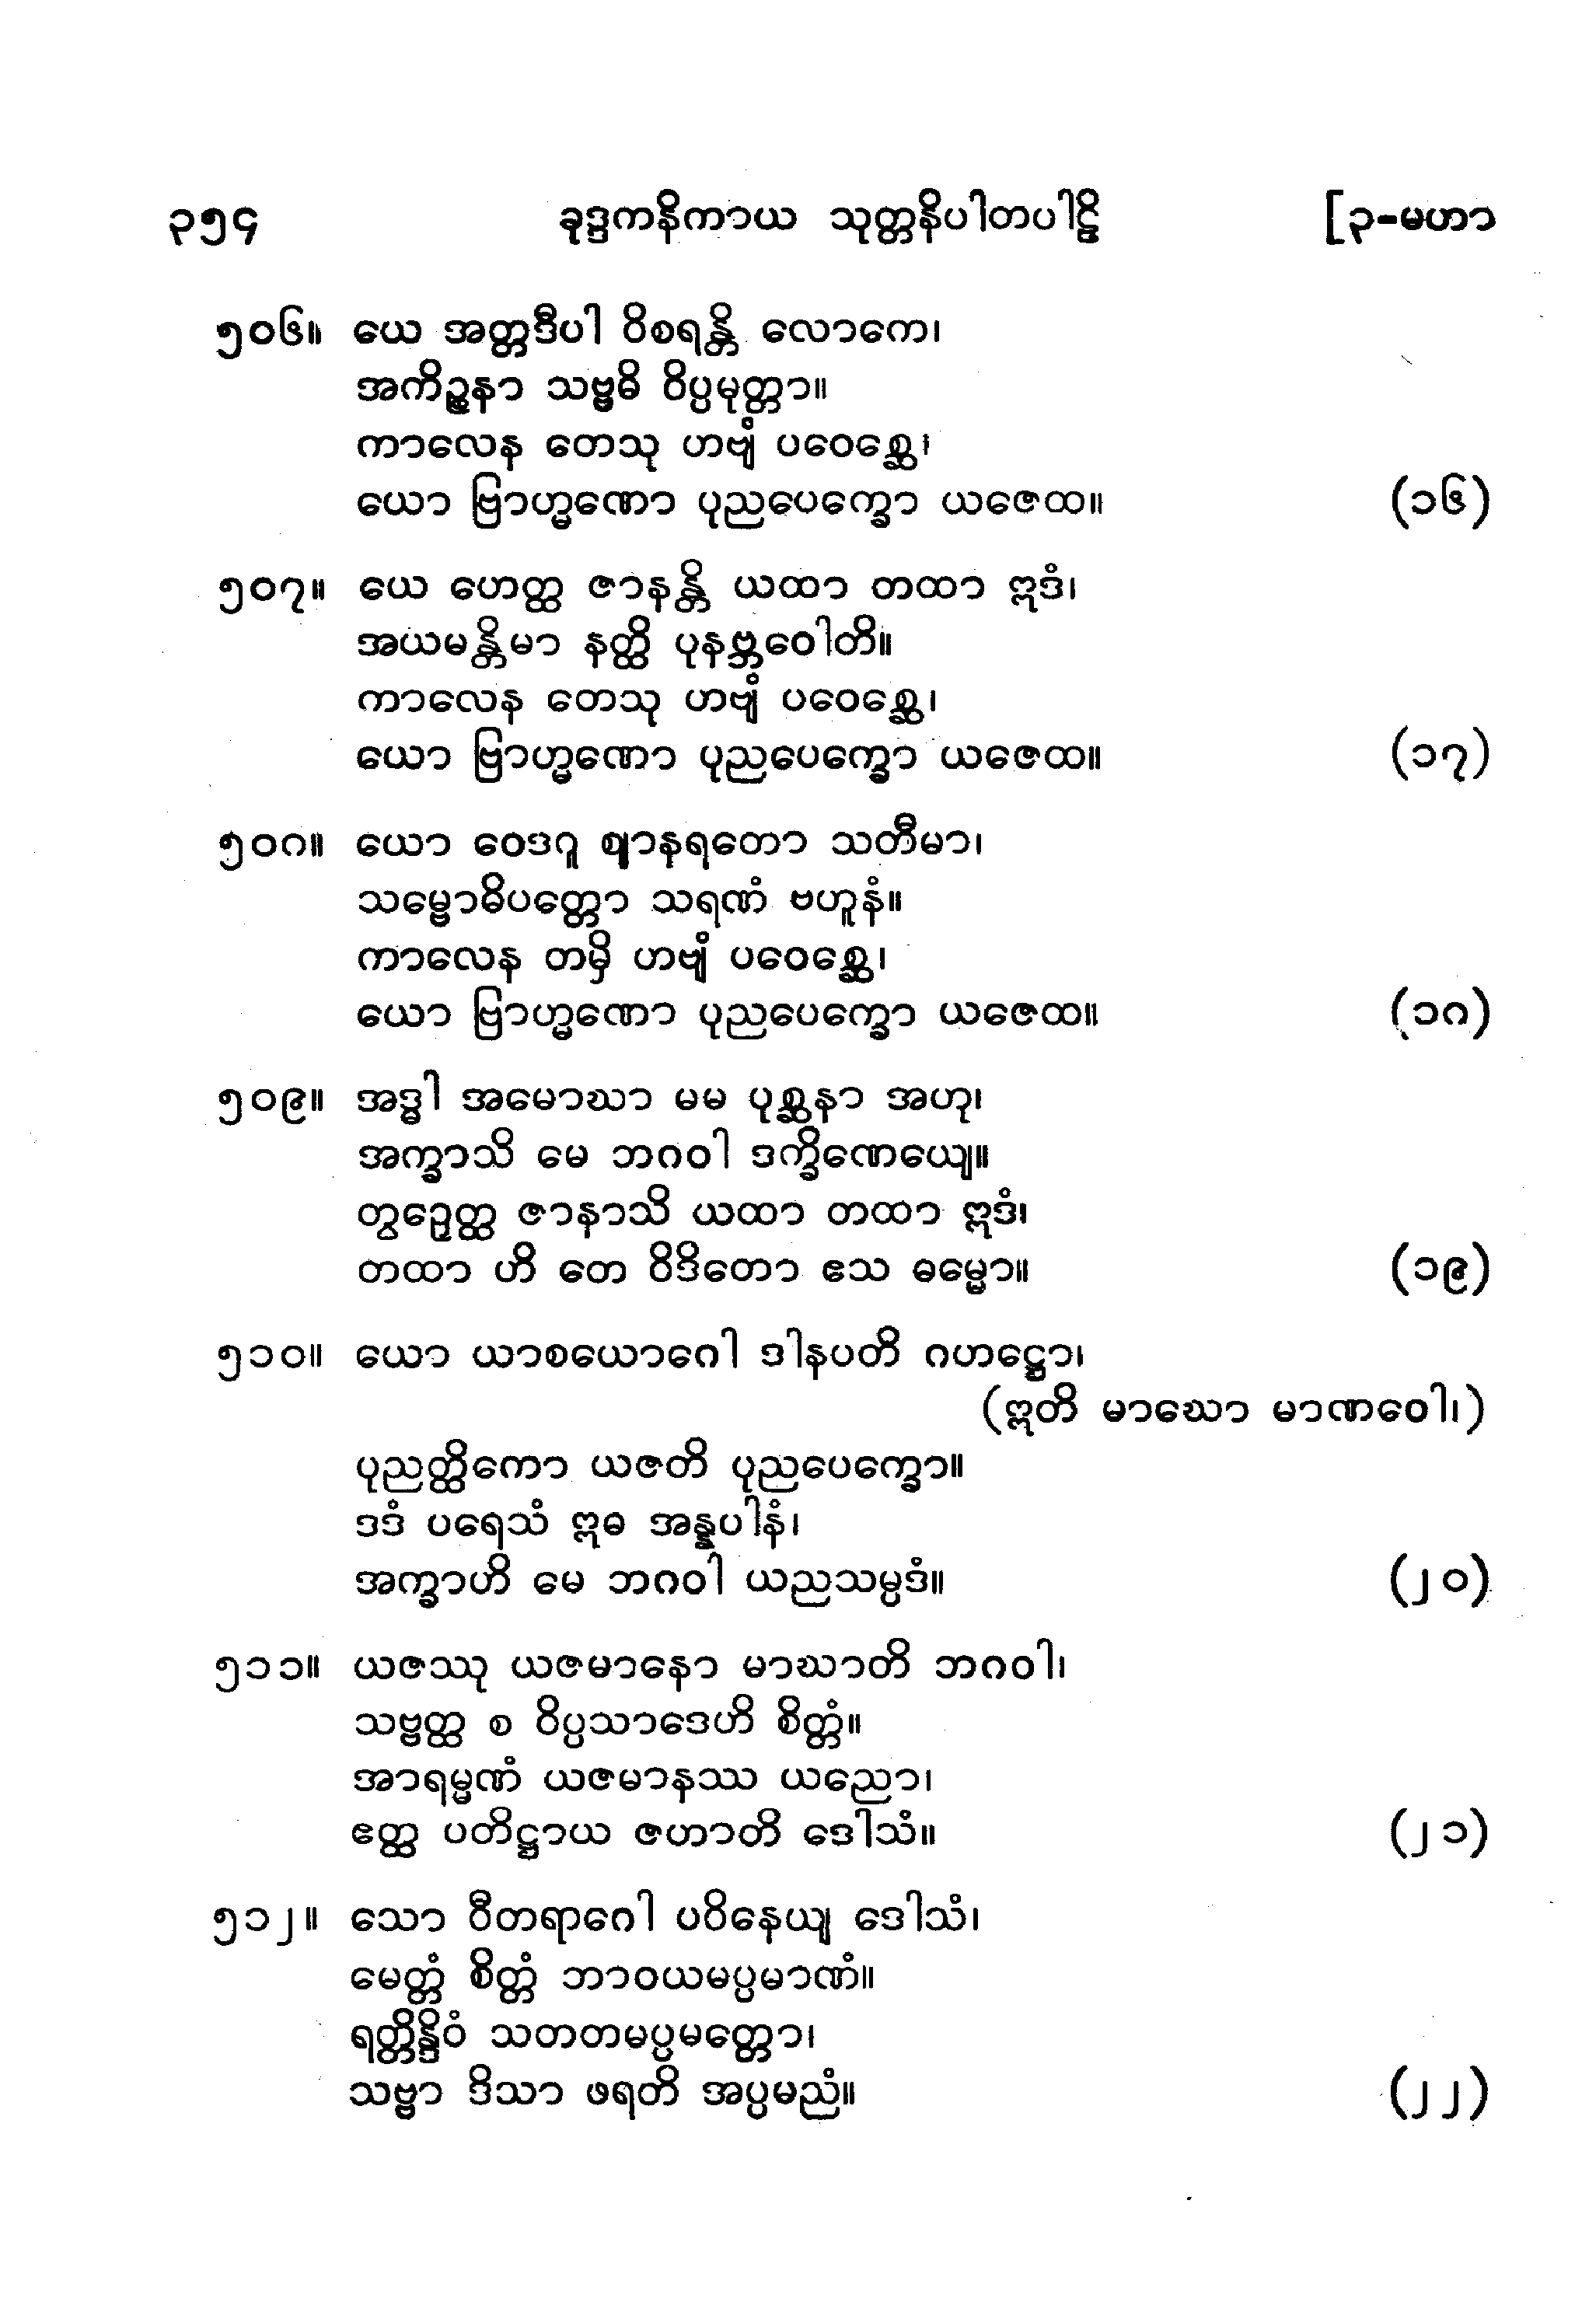 ၃၅၄ ခုဒ္ဒကနိကာယ သုတ္တနိပါတပါဠိ [၃-မဟာ
၅၀၆။ ယေ အတ္တဒီပါ ဝိစရန္တိ လောကေ၊
အကိဉ္စနာ သဗ္ဗဓိ ဝိပ္ပမုတ္တာ။
ကာလေန တေသု ဟဗျံ ပဝေစ္ဆေ၊
ယော ဗြာဟ္မဏော ပုညပေက္ခော ယဇေထ။ (၁၆)
၅၀၇။ ယေ ဟေတ္ထ ဇာနန္တိ ယထာ တထာ ဣဒံ၊
အယမန္တိမာ နတ္ထိ ပုနဗ္ဘဝေါတိ။
ကာလေန တေသု ဟဗျံ ပဝေစ္ဆေ၊
ယော ဗြာဟ္မဏော ပုညပေက္ခော ယဇေထ။ (၁၇)
၅၀၈။ ယော ဝေဒဂူ ဈာနရတော သတီမာ၊
သမ္ဗောဓိပတ္တော သရဏံ ဗဟူနံ။
ကာလေန တမှိ ဟဗျံ ပဝေစ္ဆေ၊
ယော ဗြာဟ္မဏော ပုညပေက္ခော ယဇေထ။ (၁၈)
၅၀၉။ အဒ္ဓါ အမောဃာ မမ ပုစ္ဆနာ အဟု၊
အက္ခာသိ မေ ဘဂဝါ ဒက္ခိဏေယျေ။
တွဉှေတ္ထ ဇာနာသိ ယထာ တထာ ဣဒံ၊
တထာ ဟိ တေ ဝိဒိတော ဧသ ဓမ္မော။ (၁၉)
၅၁၀။ ယော ယာစယောဂေါ ဒါနပတိ ဂဟဋ္ဌော၊
(ဣတိ မာဃော မာဏဝေါ၊)
ပုညတ္ထိကော ယဇတိ ပုညပေက္ခော။
ဒဒံ ပရေသံ ဣဓ အန္နပါနံ၊
အက္ခာဟိ မေ ဘဂဝါ ယညသမ္ပဒံ။ (၂၀)
၅၁၁။ ယဇဿု ယဇမာနော မာဃာတိ ဘဂဝါ၊
သဗ္ဗတ္ထ စ ဝိပ္ပသာဒေဟိ စိတ္တံ။
အာရမ္မဏံ ယဇမာနဿ ယညော၊
ဧတ္ထ ပတိဋ္ဌာယ ဇဟာတိ ဒေါသံ။ (၂၁)
၅၁၂။ သော ဝီတရာဂေါ ပဝိနေယျ ဒေါသံ၊
မေတ္တံ စိတ္တံ ဘာဝယမပ္ပမာဏံ။
ရတ္တိန္ဒိဝံ သတတမပ္ပမတ္တော၊
သဗ္ဗာ ဒိသာ ဖရတိ အပ္ပမညံ။ (၂၂)